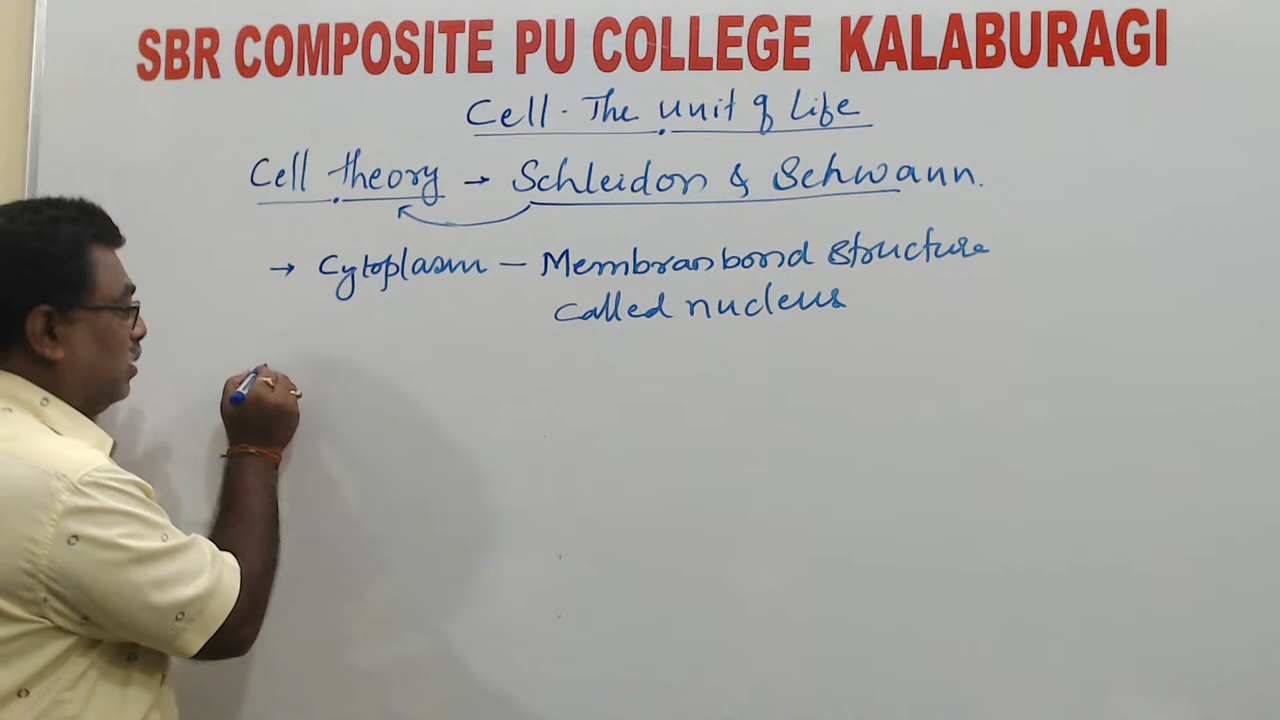 SBR COMPOSITE PU COLLEGE KALABURAGI
Cell - The unit of Life
Cell theory → Schleidon & Schwann.
→ Cytoplasm – Membranbond structure
called nucleus